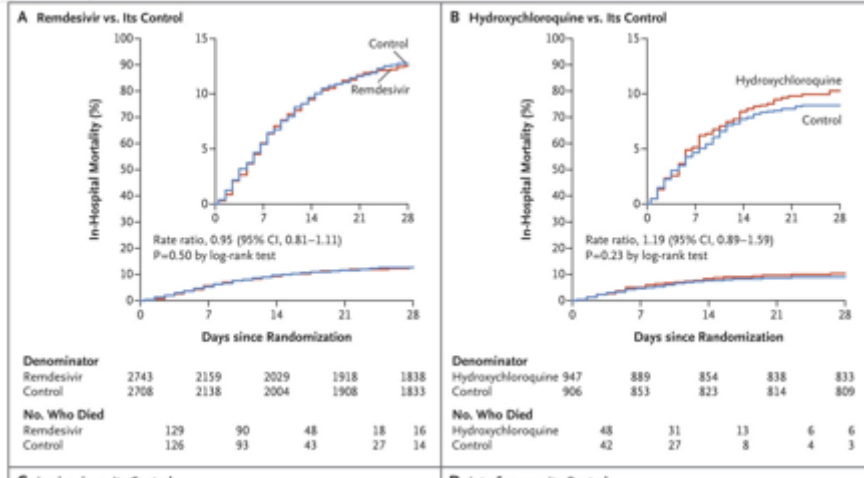 A Remdesivir vs. Its Control
100
90
80
70
60
50
40
30
20
10
0
In-Hospital Mortality (%)
15
10
5
0
0 7 14 21 28
Control
Remdesivir
Rate ratio, 0.95 (95% CI, 0.81–1.11)
P=0.50 by log-rank test
0 7 14 21 28
Days since Randomization
Denominator
Remdesivir 2743 2159 2029 1918 1838
Control 2708 2138 2004 1908 1833
No. Who Died
Remdesivir 129 90 48 18 16
Control 126 93 43 27 14
B Hydroxychloroquine vs. Its Control
100
90
80
70
60
50
40
30
20
10
0
In-Hospital Mortality (%)
15
10
5
0
0 7 14 21 28
Hydroxychloroquine
Control
Rate ratio, 1.19 (95% CI, 0.89–1.59)
P=0.23 by log-rank test
0 7 14 21 28
Days since Randomization
Denominator
Hydroxychloroquine 947 889 854 838 833
Control 906 853 823 814 809
No. Who Died
Hydroxychloroquine 48 31 13 6 6
Control 42 27 8 4 3